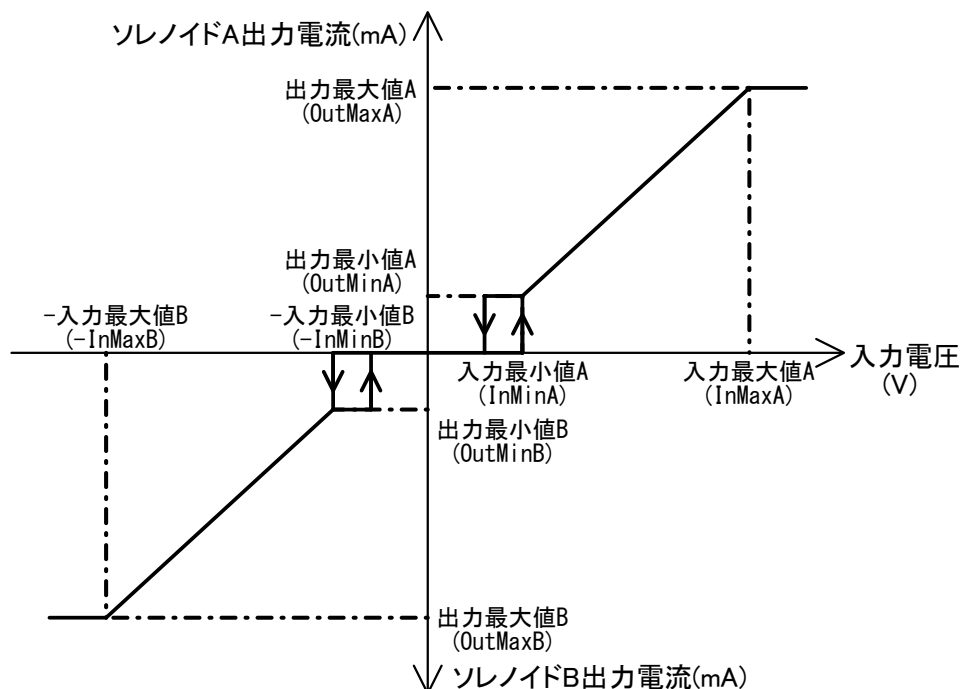 ソレノイドA出力電流(mA)
出力最大値A
(OutMaxA)
出力最小値A
(OutMinA)
-入力最大値B
(-InMaxB)
-入力最小値B
(-InMinB)
入力最小値A
(InMinA)
入力最大値A
(InMaxA)
入力電圧
(V)
出力最小値B
(OutMinB)
出力最大値B
(OutMaxB)
ソレノイドB出力電流(mA)